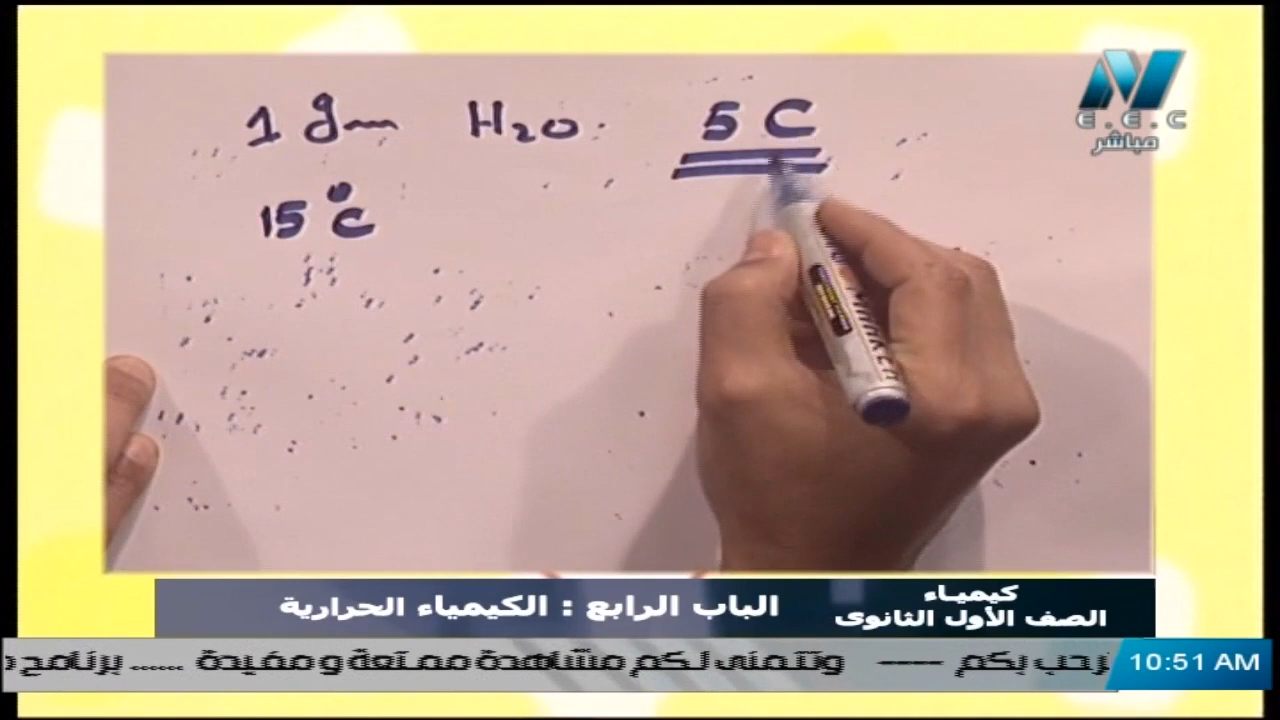 1 gm H2O 5 C
15°C
E.E.C
مباشر
كيمياء
الصف الأول الثانوى
الباب الرابع : الكيمياء الحرارية
نرحب بكم ----- ونتمنى لكم مشاهدة ممتعة ومفيدة ...... برنامج
10:51 AM